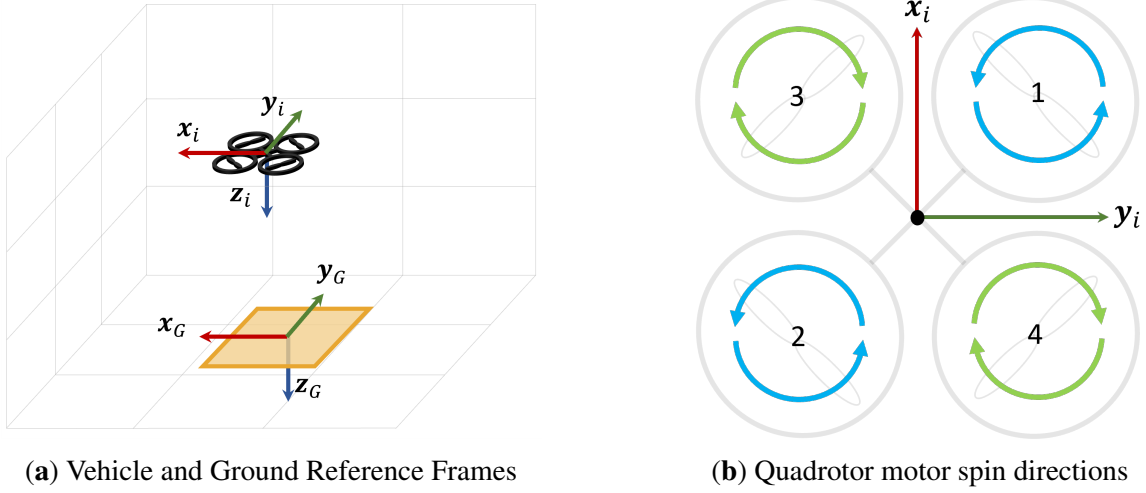 y_i
x_i
z_i
y_G
x_G
z_G
(a) Vehicle and Ground Reference Frames
x_i
3
1
y_i
2
4
(b) Quadrotor motor spin directions